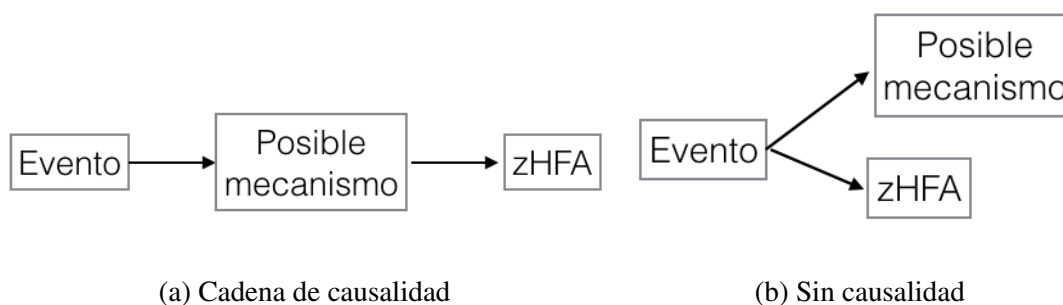 Evento
Posible
mecanismo
zHFA
(a) Cadena de causalidad
Evento
Posible
mecanismo
zHFA
(b) Sin causalidad